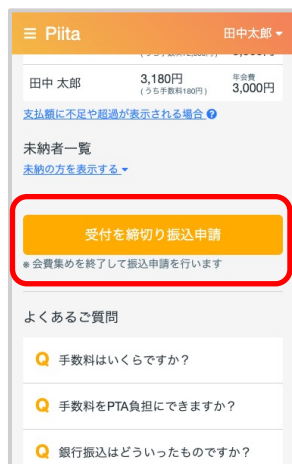 ≡ Piita 田中太郎▼
田中 太郎 3,180円 年会費
(うち手数料180円) 3,000円
支払額に不足や超過が表示される場合 ?
未納者一覧
未納の方を表示する▼
受付を締切り振込申請
※会費集めを終了して振込申請を行います
よくあるご質問
Q 手数料はいくらですか?
Q 手数料をPTA負担にできますか?
Q 銀行振込はどういったものですか?